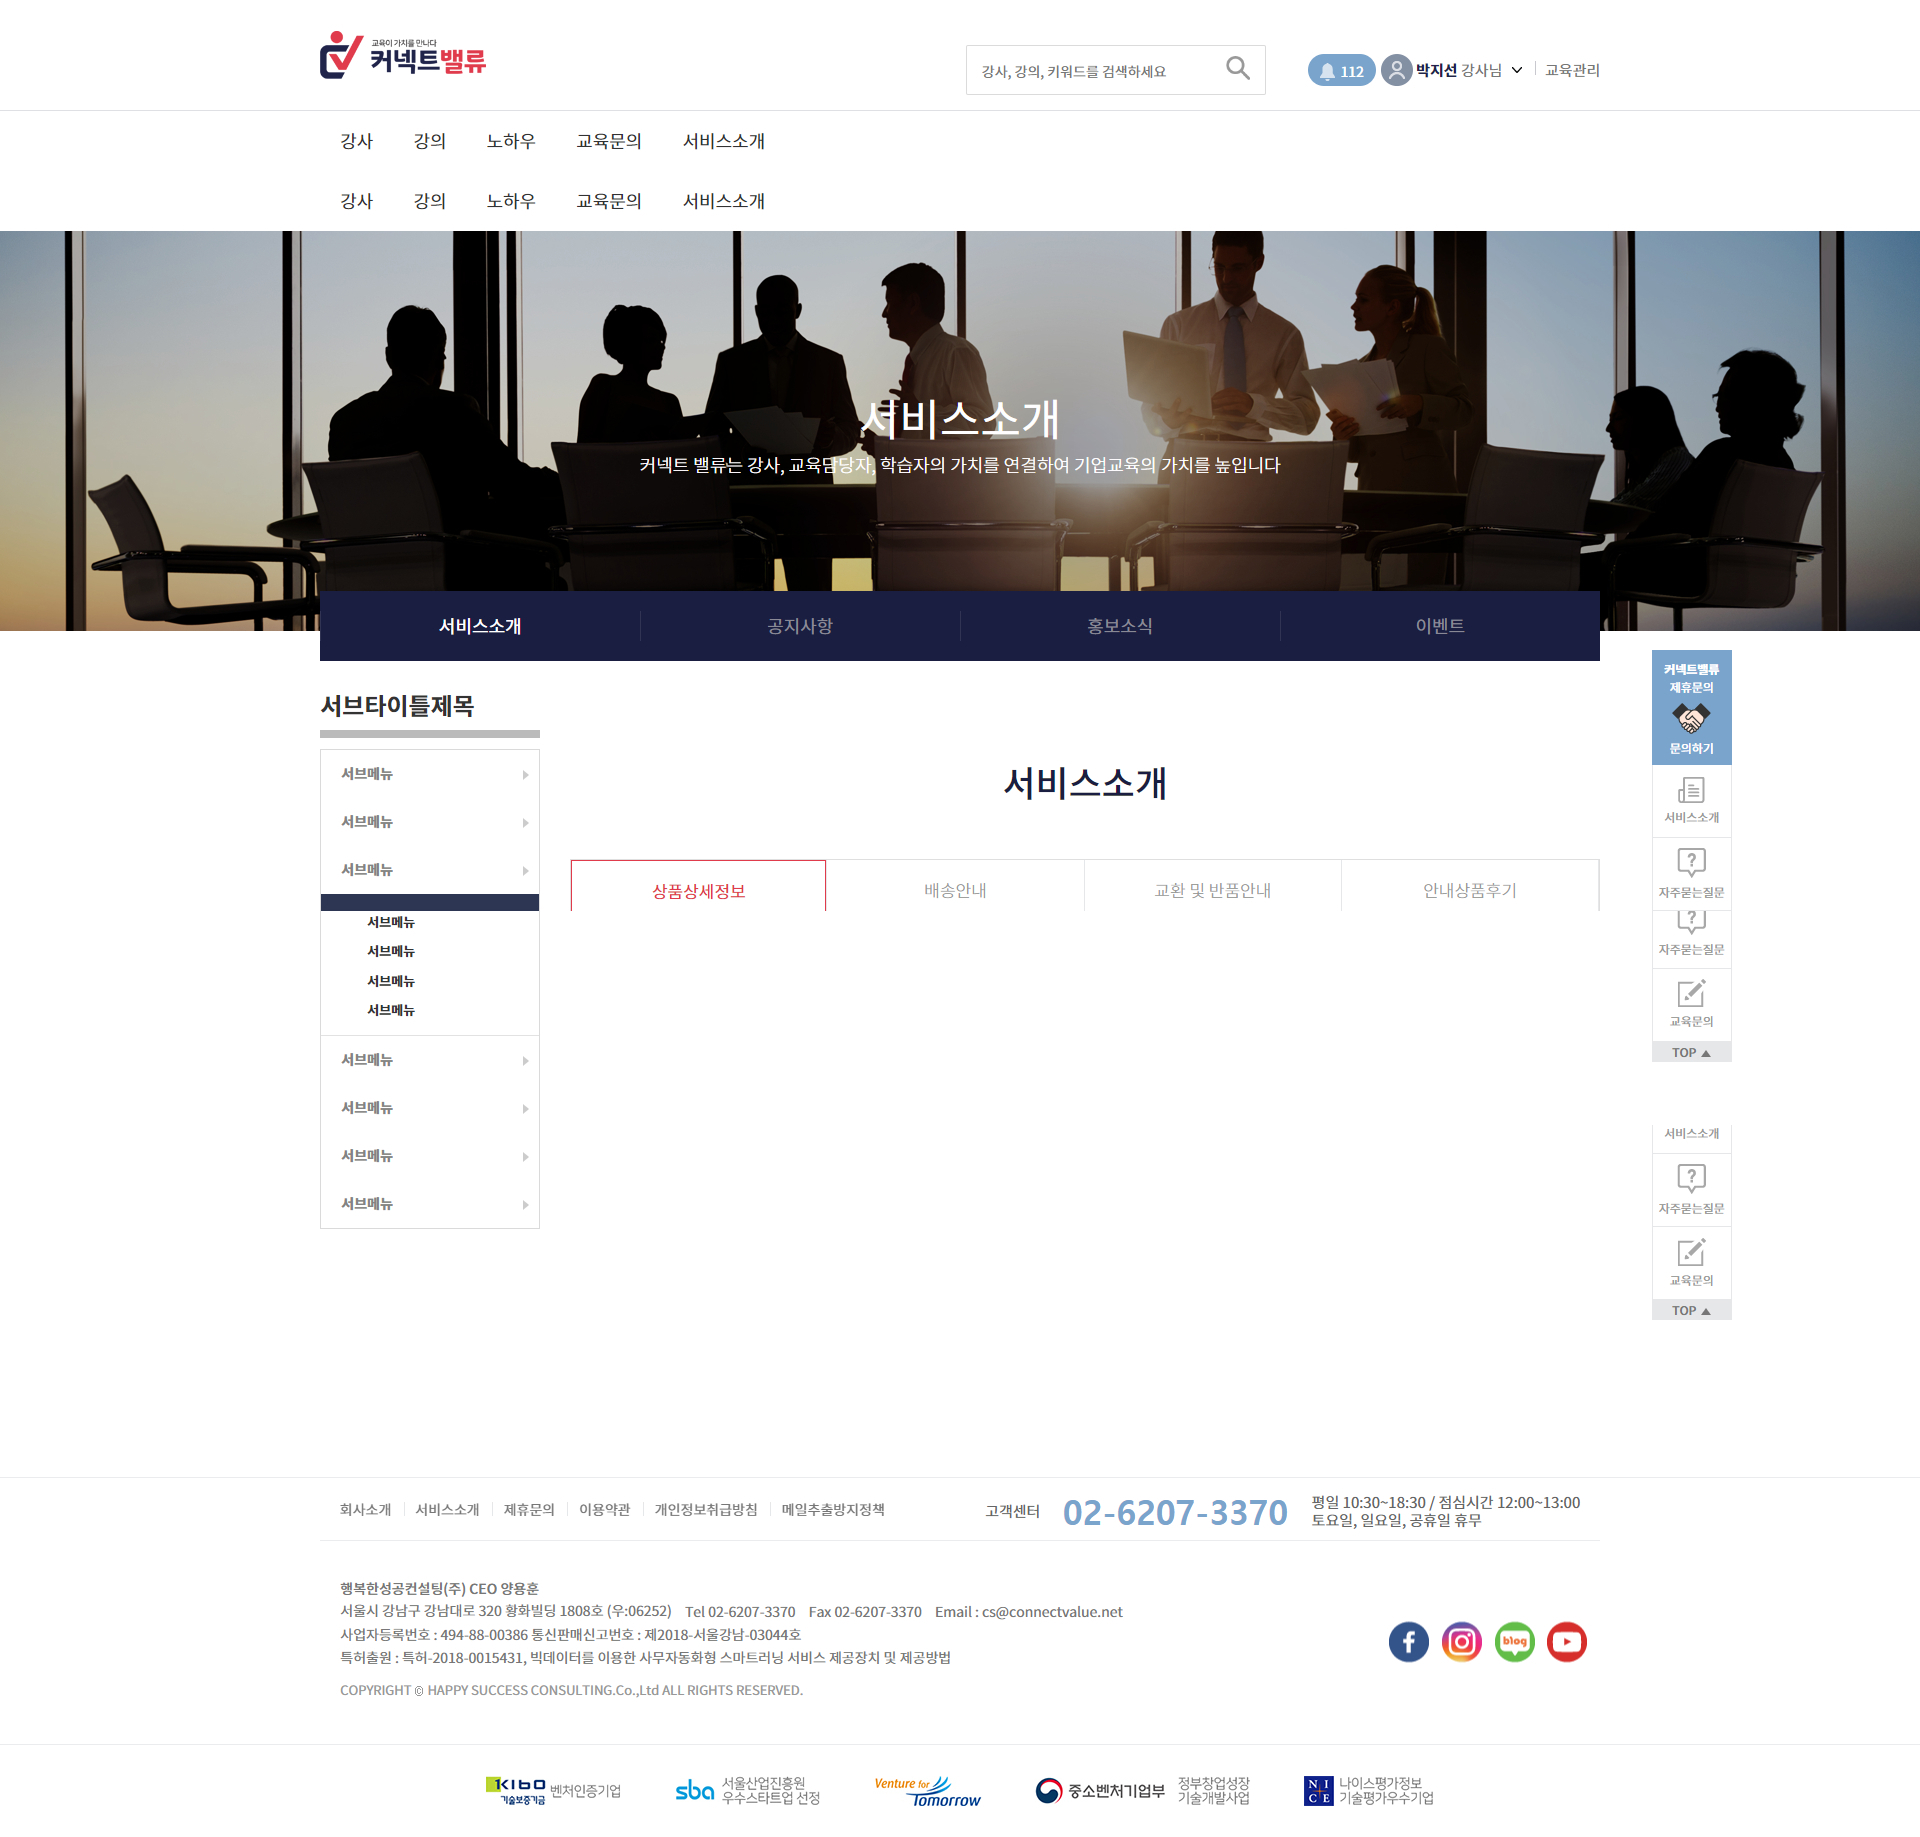 교육이 가치를 만나다
커넥트밸류
강사, 강의, 키워드를 검색하세요
112
박지선 강사님
교육관리
강사 강의 노하우 교육문의 서비스소개
강사 강의 노하우 교육문의 서비스소개
서비스소개
커넥트 밸류는 강사, 교육담당자, 학습자의 가치를 연결하여 기업교육의 가치를 높입니다
서비스소개 공지사항 홍보소식 이벤트
서브타이틀제목
서브메뉴
서브메뉴
서브메뉴
서브메뉴
서브메뉴
서브메뉴
서브메뉴
서브메뉴
서브메뉴
서브메뉴
서브메뉴
서비스소개
상품상세정보 배송안내 교환 및 반품안내 안내상품후기
커넥트밸류
제휴문의
문의하기
서비스소개
자주묻는질문
자주묻는질문
교육문의
TOP
서비스소개
자주묻는질문
교육문의
TOP
회사소개 서비스소개 제휴문의 이용약관 개인정보취급방침 메일추출방지정책
고객센터 02-6207-3370
평일 10:30~18:30 / 점심시간 12:00~13:00
토요일, 일요일, 공휴일 휴무
행복한성공컨설팅(주) CEO 양용훈
서울시 강남구 강남대로 320 황화빌딩 1808호 (우:06252) Tel 02-6207-3370 Fax 02-6207-3370 Email : cs@connectvalue.net
사업자등록번호 : 494-88-00386 통신판매신고번호 : 제2018-서울강남-03044호
특허출원 : 특허-2018-0015431, 빅데이터를 이용한 사무자동화형 스마트러닝 서비스 제공장치 및 제공방법
COPYRIGHT © HAPPY SUCCESS CONSULTING.Co.,Ltd ALL RIGHTS RESERVED.
blog
KIBO
기술보증기금
벤처인증기업
sba
서울산업진흥원
우수스타트업 선정
Venture for
Tomorrow
중소벤처기업부
정부창업성장
기술개발사업
NICE
나이스평가정보
기술평가우수기업